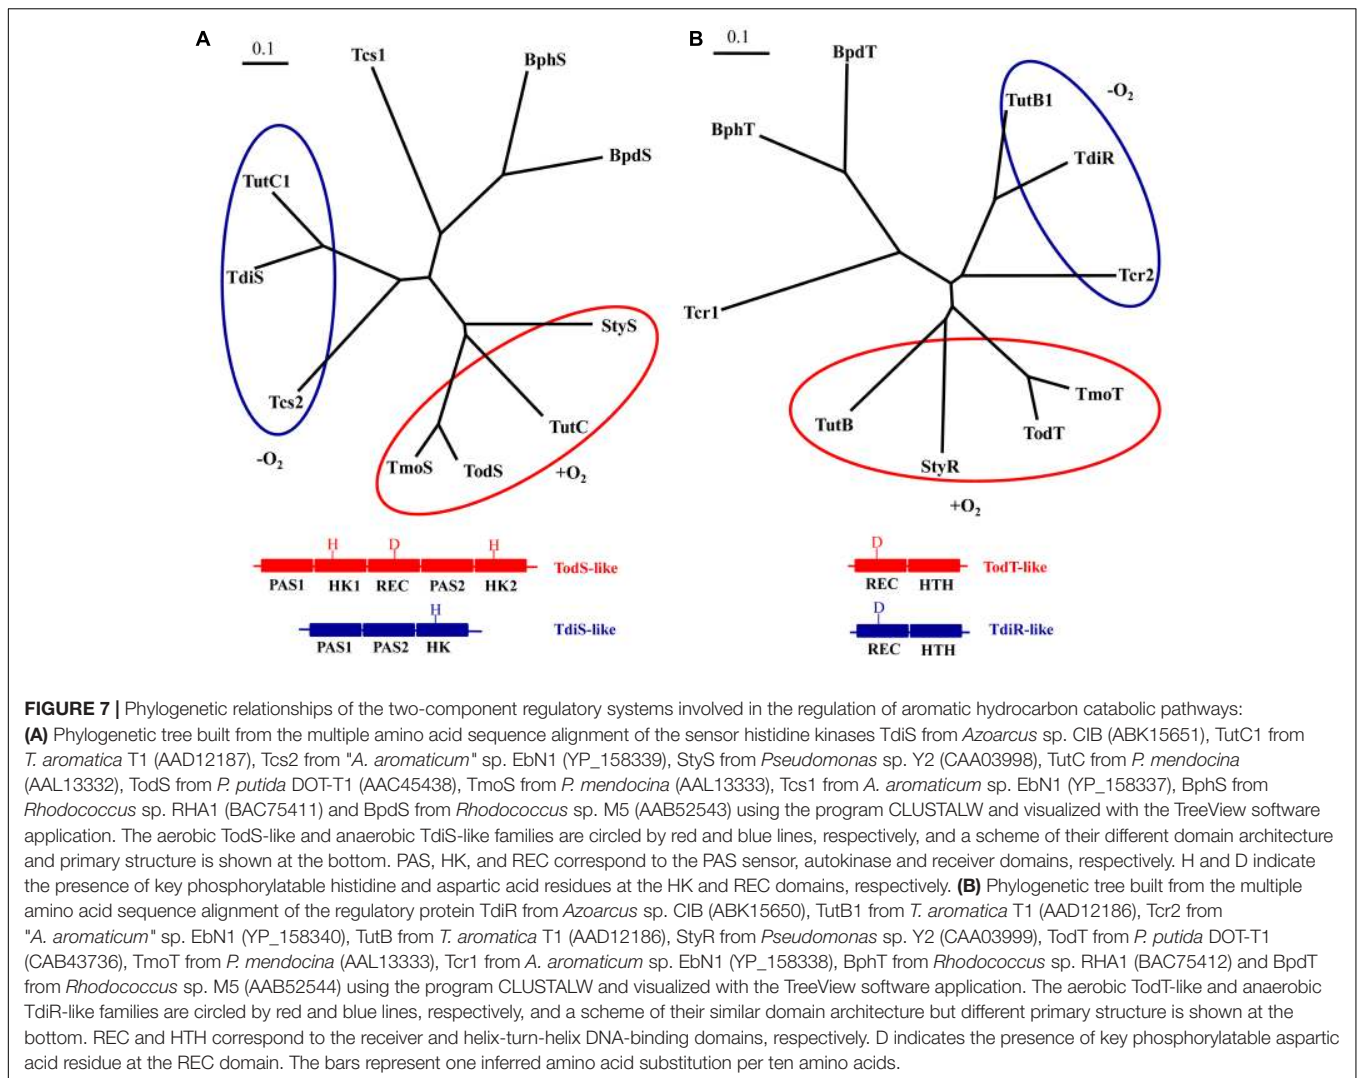 A
0.1
Tcs1
BphS
BpdS
TutC1
TdiS
Tcs2
-O2
StyS
TutC
TmoS
TodS
+O2
H
D
H
PAS1
HK1
REC
PAS2
HK2
TodS-like
H
PAS1
PAS2
HK
TdiS-like
B
0.1
BpdT
BphT
TutB1
-O2
TdiR
Tcr2
Tcr1
TmoT
TutB
TodT
StyR
+O2
D
REC
HTH
TodT-like
D
REC
HTH
TdiR-like
FIGURE 7 | Phylogenetic relationships of the two-component regulatory systems involved in the regulation of aromatic hydrocarbon catabolic pathways:
(A) Phylogenetic tree built from the multiple amino acid sequence alignment of the sensor histidine kinases TdiS from Azoarcus sp. CIB (ABK15651), TutC1 from
T. aromatica T1 (AAD12187), Tcs2 from "A. aromaticum" sp. EbN1 (YP_158339), StyS from Pseudomonas sp. Y2 (CAA03998), TutC from P. mendocina
(AAL13332), TodS from P. putida DOT-T1 (AAC45438), TmoS from P. mendocina (AAL13333), Tcs1 from A. aromaticum sp. EbN1 (YP_158337), BphS from
Rhodococcus sp. RHA1 (BAC75411) and BpdS from Rhodococcus sp. M5 (AAB52543) using the program CLUSTALW and visualized with the TreeView software
application. The aerobic TodS-like and anaerobic TdiS-like families are circled by red and blue lines, respectively, and a scheme of their different domain architecture
and primary structure is shown at the bottom. PAS, HK, and REC correspond to the PAS sensor, autokinase and receiver domains, respectively. H and D indicate
the presence of key phosphorylatable histidine and aspartic acid residues at the HK and REC domains, respectively. (B) Phylogenetic tree built from the multiple
amino acid sequence alignment of the regulatory protein TdiR from Azoarcus sp. CIB (ABK15650), TutB1 from T. aromatica T1 (AAD12186), Tcr2 from
"A. aromaticum" sp. EbN1 (YP_158340), TutB from T. aromatica T1 (AAD12186), StyR from Pseudomonas sp. Y2 (CAA03999), TodT from P. putida DOT-T1
(CAB43736), TmoT from P. mendocina (AAL13333), Tcr1 from A. aromaticum sp. EbN1 (YP_158338), BphT from Rhodococcus sp. RHA1 (BAC75412) and BpdT
from Rhodococcus sp. M5 (AAB52544) using the program CLUSTALW and visualized with the TreeView software application. The aerobic TodT-like and anaerobic
TdiR-like families are circled by red and blue lines, respectively, and a scheme of their similar domain architecture but different primary structure is shown at the
bottom. REC and HTH correspond to the receiver and helix-turn-helix DNA-binding domains, respectively. D indicates the presence of key phosphorylatable aspartic
acid residue at the REC domain. The bars represent one inferred amino acid substitution per ten amino acids.